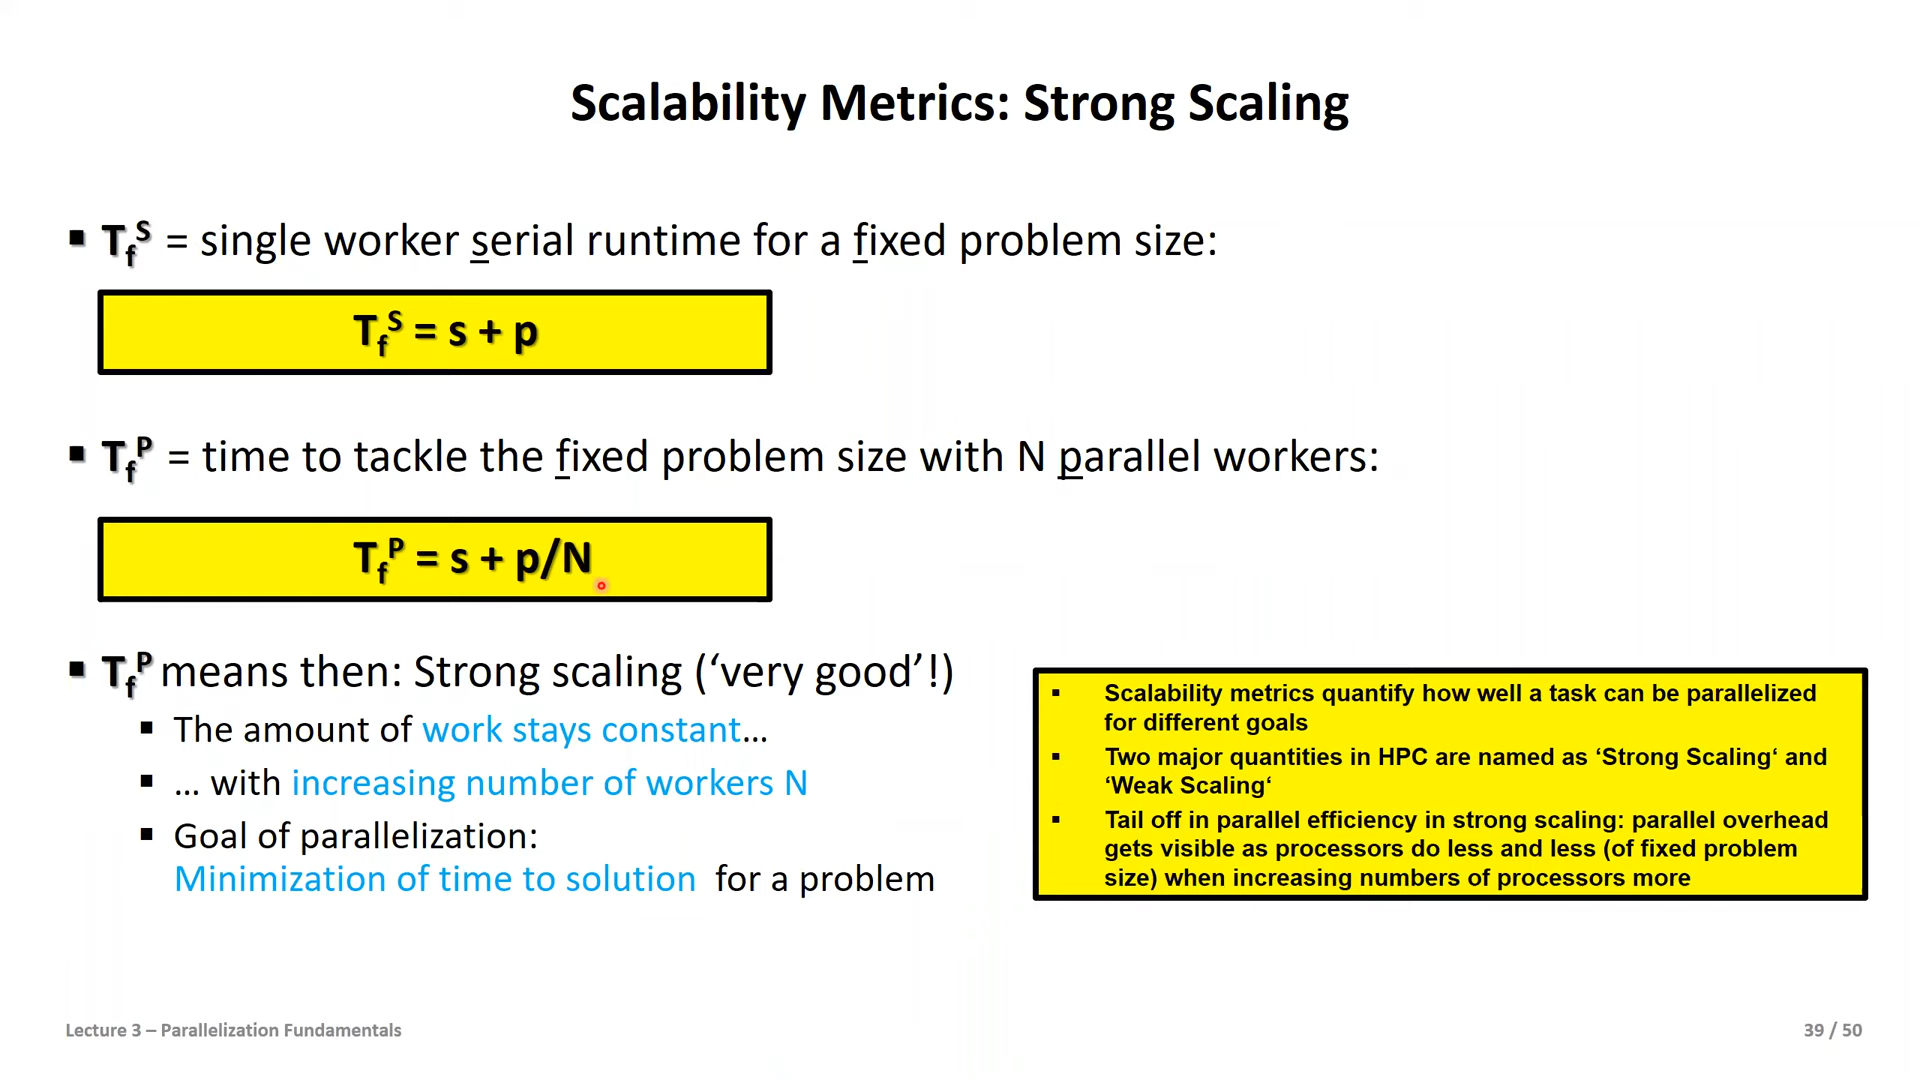 Scalability Metrics: Strong Scaling
▪ TfS = single worker serial runtime for a fixed problem size:
TfS = s + p
▪ TfP = time to tackle the fixed problem size with N parallel workers:
TfP = s + p/N
▪ TfP means then: Strong scaling (‘very good’!)
▪ The amount of work stays constant…
▪ … with increasing number of workers N
▪ Goal of parallelization:
Minimization of time to solution for a problem
▪ Scalability metrics quantify how well a task can be parallelized
for different goals
▪ Two major quantities in HPC are named as ‘Strong Scaling‘ and
‘Weak Scaling‘
▪ Tail off in parallel efficiency in strong scaling: parallel overhead
gets visible as processors do less and less (of fixed problem
size) when increasing numbers of processors more
Lecture 3 – Parallelization Fundamentals
39 / 50